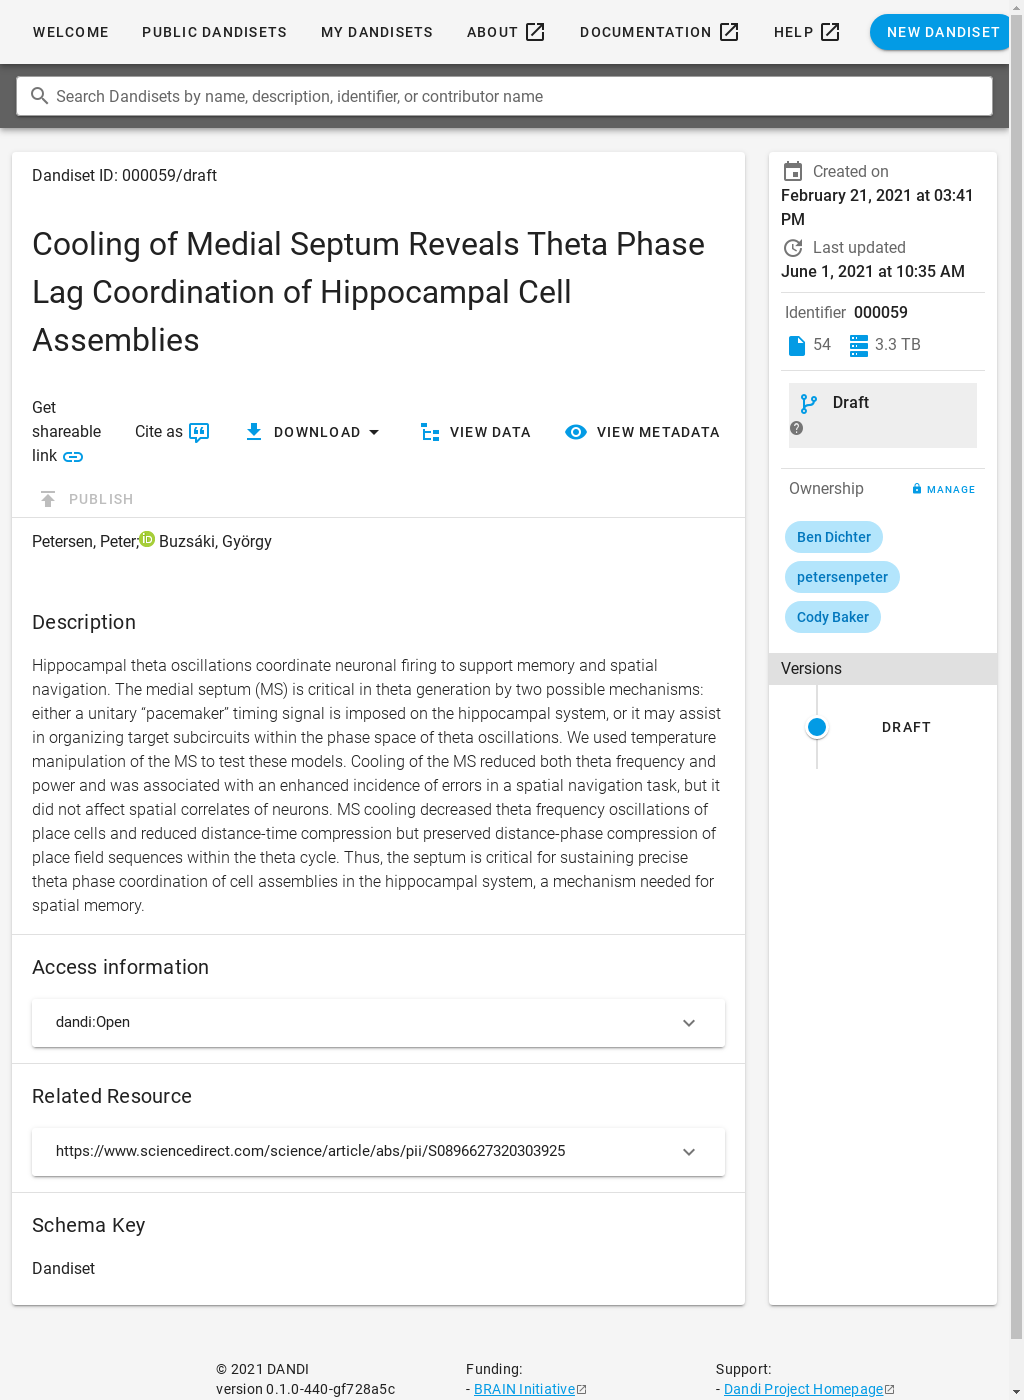 WELCOME PUBLIC DANDISETS MY DANDISETS ABOUT DOCUMENTATION HELP NEW DANDISET
Search Dandisets by name, description, identifier, or contributor name
Dandiset ID: 000059/draft
Cooling of Medial Septum Reveals Theta Phase
Lag Coordination of Hippocampal Cell
Assemblies
Get
shareable
link
Cite as
DOWNLOAD
VIEW DATA
VIEW METADATA
PUBLISH
Petersen, Peter; iD Buzsáki, György
Description
Hippocampal theta oscillations coordinate neuronal firing to support memory and spatial
navigation. The medial septum (MS) is critical in theta generation by two possible mechanisms:
either a unitary “pacemaker” timing signal is imposed on the hippocampal system, or it may assist
in organizing target subcircuits within the phase space of theta oscillations. We used temperature
manipulation of the MS to test these models. Cooling of the MS reduced both theta frequency and
power and was associated with an enhanced incidence of errors in a spatial navigation task, but it
did not affect spatial correlates of neurons. MS cooling decreased theta frequency oscillations of
place cells and reduced distance-time compression but preserved distance-phase compression of
place field sequences within the theta cycle. Thus, the septum is critical for sustaining precise
theta phase coordination of cell assemblies in the hippocampal system, a mechanism needed for
spatial memory.
Access information
dandi:Open
Related Resource
https://www.sciencedirect.com/science/article/abs/pii/S0896627320303925
Schema Key
Dandiset
Created on
February 21, 2021 at 03:41
PM
Last updated
June 1, 2021 at 10:35 AM
Identifier 000059
54 3.3 TB
Draft
Ownership MANAGE
Ben Dichter
petersenpeter
Cody Baker
Versions
DRAFT
© 2021 DANDI
version 0.1.0-440-gf728a5c
Funding:
- BRAIN Initiative
Support:
- Dandi Project Homepage